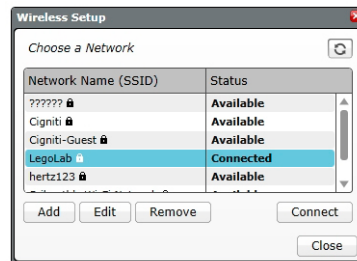 Wireless Setup
Choose a Network
Network Name (SSID) Status
?????? Available
Cigniti Available
Cigniti-Guest Available
LegoLab Connected
hertz123 Available
Add Edit Remove Connect
Close